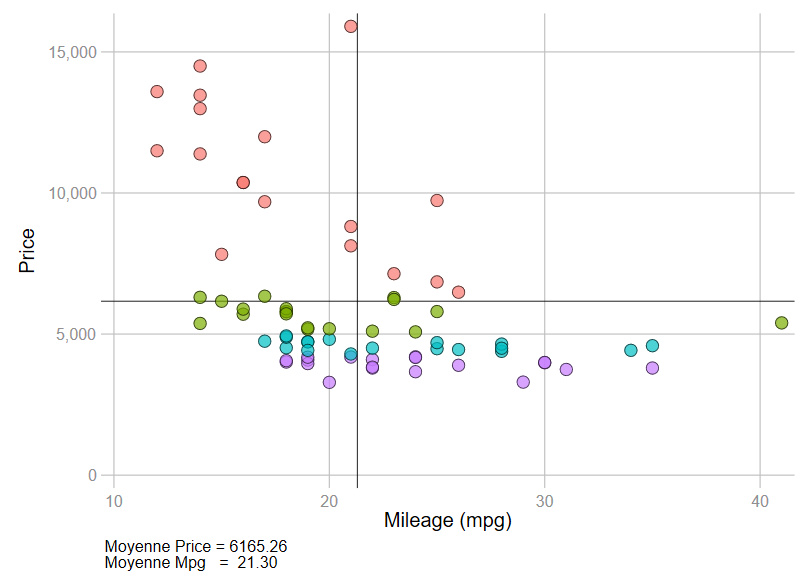 15,000
10,000
5,000
0
Price
10 20 30 40
Mileage (mpg)
Moyenne Price = 6165.26
Moyenne Mpg = 21.30